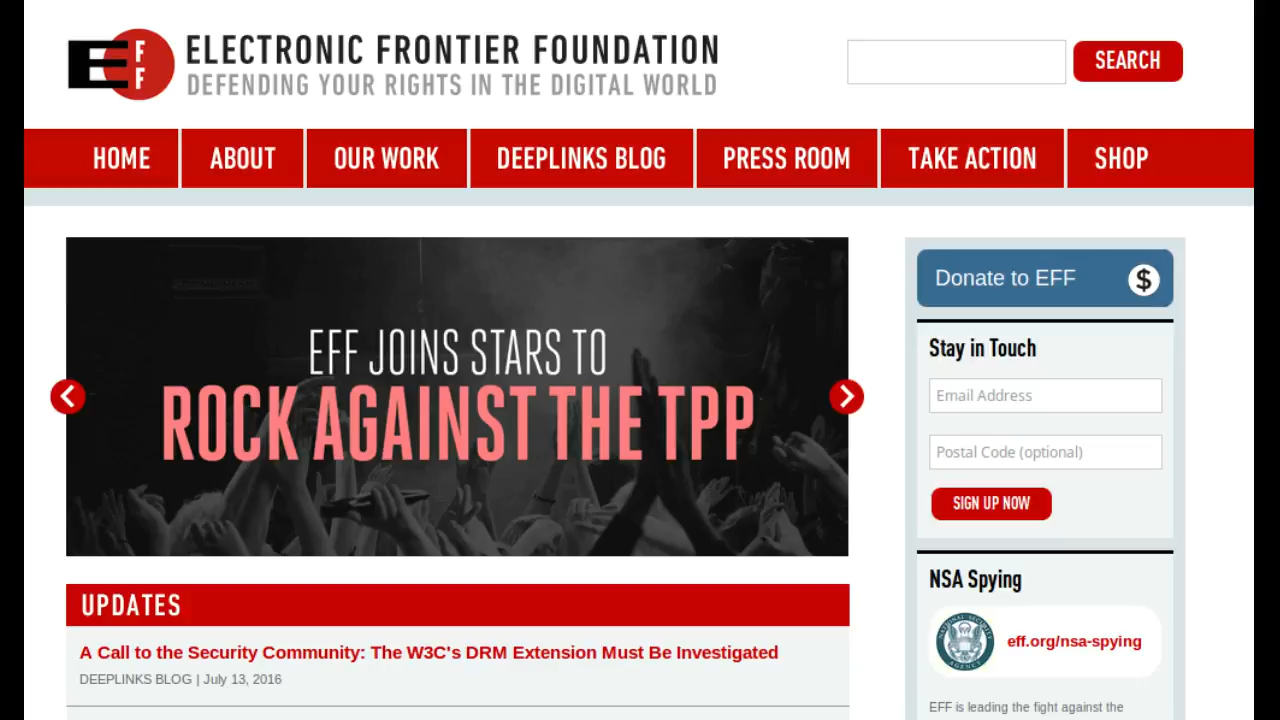 E F F
ELECTRONIC FRONTIER FOUNDATION
DEFENDING YOUR RIGHTS IN THE DIGITAL WORLD
SEARCH
HOME ABOUT OUR WORK DEEPLINKS BLOG PRESS ROOM TAKE ACTION SHOP
EFF JOINS STARS TO
ROCK AGAINST THE TPP
UPDATES
A Call to the Security Community: The W3C's DRM Extension Must Be Investigated
DEEPLINKS BLOG | July 13, 2016
Donate to EFF $
Stay in Touch
Email Address
Postal Code (optional)
SIGN UP NOW
NSA Spying
NATIONAL SECURITY AGENCY
eff.org/nsa-spying
EFF is leading the fight against the